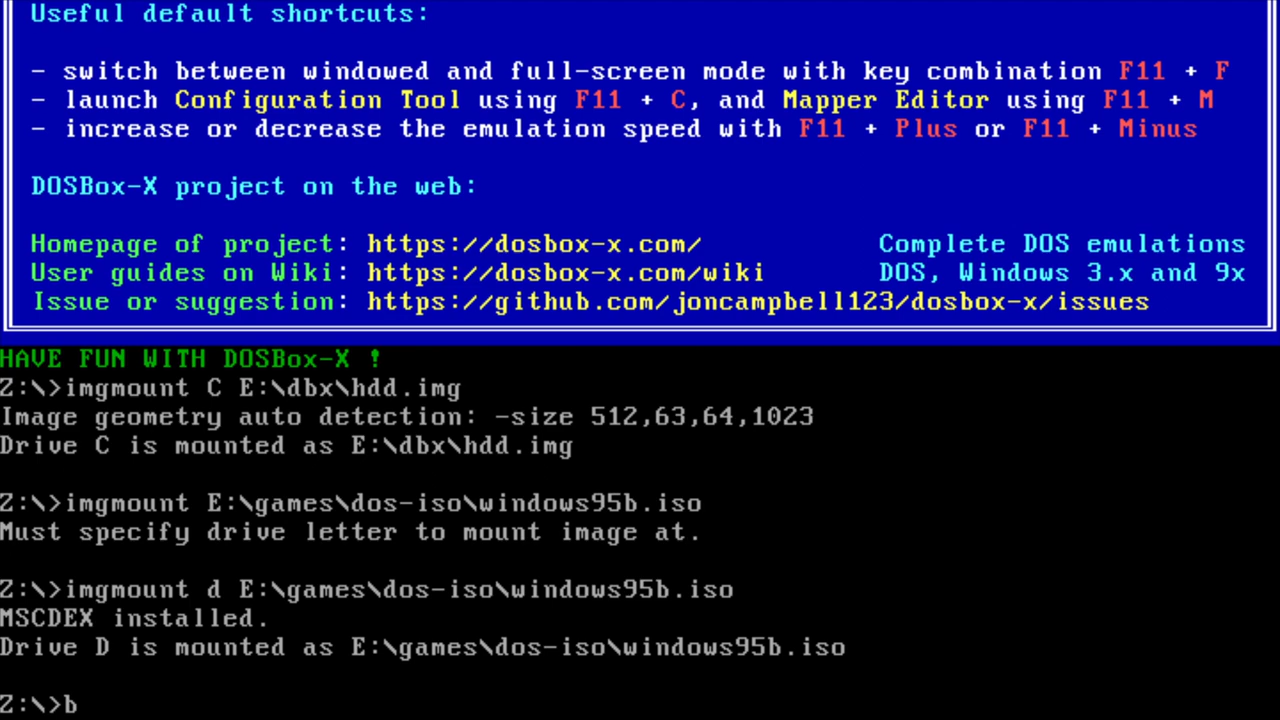 Useful default shortcuts:
- switch between windowed and full-screen mode with key combination F11 + F
- launch Configuration Tool using F11 + C, and Mapper Editor using F11 + M
- increase or decrease the emulation speed with F11 + Plus or F11 + Minus
DOSBox-X project on the web:
Homepage of project: https://dosbox-x.com/ Complete DOS emulations
User guides on Wiki: https://dosbox-x.com/wiki DOS, Windows 3.x and 9x
Issue or suggestion: https://github.com/joncampbell123/dosbox-x/issues
HAVE FUN WITH DOSBox-X !
Z:\>imgmount C E:\dbx\hdd.img
Image geometry auto detection: -size 512,63,64,1023
Drive C is mounted as E:\dbx\hdd.img
Z:\>imgmount E:\games\dos-iso\windows95b.iso
Must specify drive letter to mount image at.
Z:\>imgmount d E:\games\dos-iso\windows95b.iso
MSCDEX installed.
Drive D is mounted as E:\games\dos-iso\windows95b.iso
Z:\>b